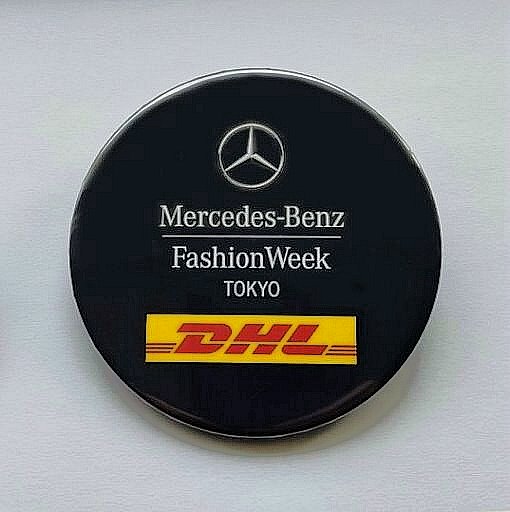 Mercedes-Benz
FashionWeek
TOKYO
DHL